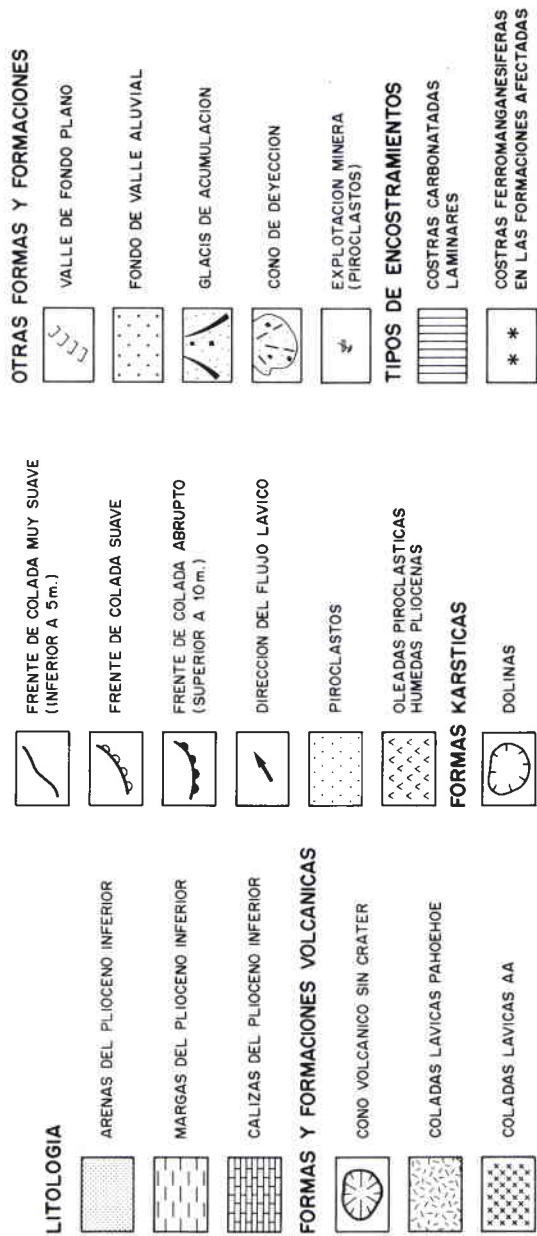 LITOLOGIA
ARENAS DEL PLIOCENO INFERIOR
MARGAS DEL PLIOCENO INFERIOR
CALIZAS DEL PLIOCENO INFERIOR
FORMAS Y FORMACIONES VOLCANICAS
CONO VOLCANICO SIN CRATER
COLADAS LAVICAS PAHOEHOE
COLADAS LAVICAS AA
FRENTE DE COLADA MUY SUAVE
(INFERIOR A 5m.)
FRENTE DE COLADA SUAVE
FRENTE DE COLADA ABRUPTO
(SUPERIOR A 10m.)
DIRECCION DEL FLUJO LAVICO
PIROCLASTOS
OLEADAS PIROCLASTICAS
HUMEDAS PLIOCENAS
FORMAS KARSTICAS
DOLINAS
OTRAS FORMAS Y FORMACIONES
VALLE DE FONDO PLANO
FONDO DE VALLE ALUVIAL
GLACIS DE ACUMULACION
CONO DE DEYECCION
EXPLOTACION MINERA
(PIROCLASTOS)
TIPOS DE ENCOSTRAMIENTOS
COSTRAS CARBONATADAS
LAMINARES
COSTRAS FERROMANGANESIFERAS
EN LAS FORMACIONES AFECTADAS